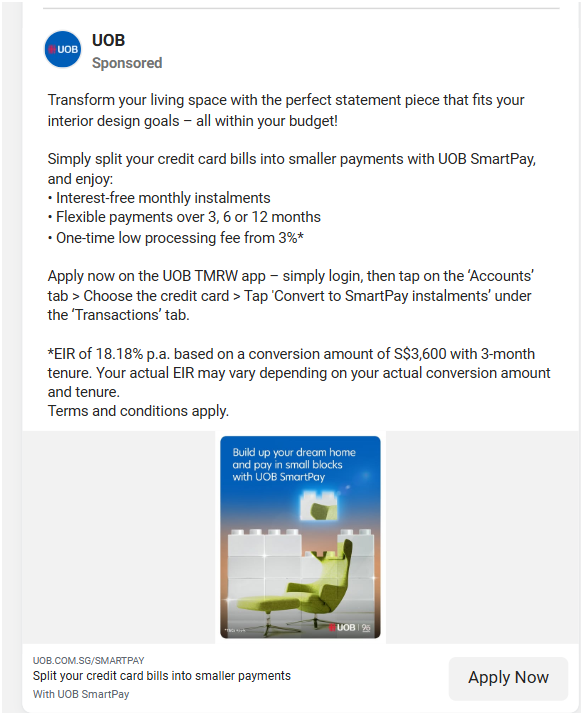 UOB
UOB
Sponsored
Transform your living space with the perfect statement piece that fits your
interior design goals – all within your budget!
Simply split your credit card bills into smaller payments with UOB SmartPay,
and enjoy:
• Interest-free monthly instalments
• Flexible payments over 3, 6 or 12 months
• One-time low processing fee from 3%*
Apply now on the UOB TMRW app – simply login, then tap on the ‘Accounts’
tab > Choose the credit card > Tap 'Convert to SmartPay instalments’ under
the ‘Transactions’ tab.
*EIR of 18.18% p.a. based on a conversion amount of S$3,600 with 3-month
tenure. Your actual EIR may vary depending on your actual conversion amount
and tenure.
Terms and conditions apply.
Build up your dream home
and pay in small blocks
with UOB SmartPay
UOB
UOB.COM.SG/SMARTPAY
Split your credit card bills into smaller payments
With UOB SmartPay
Apply Now